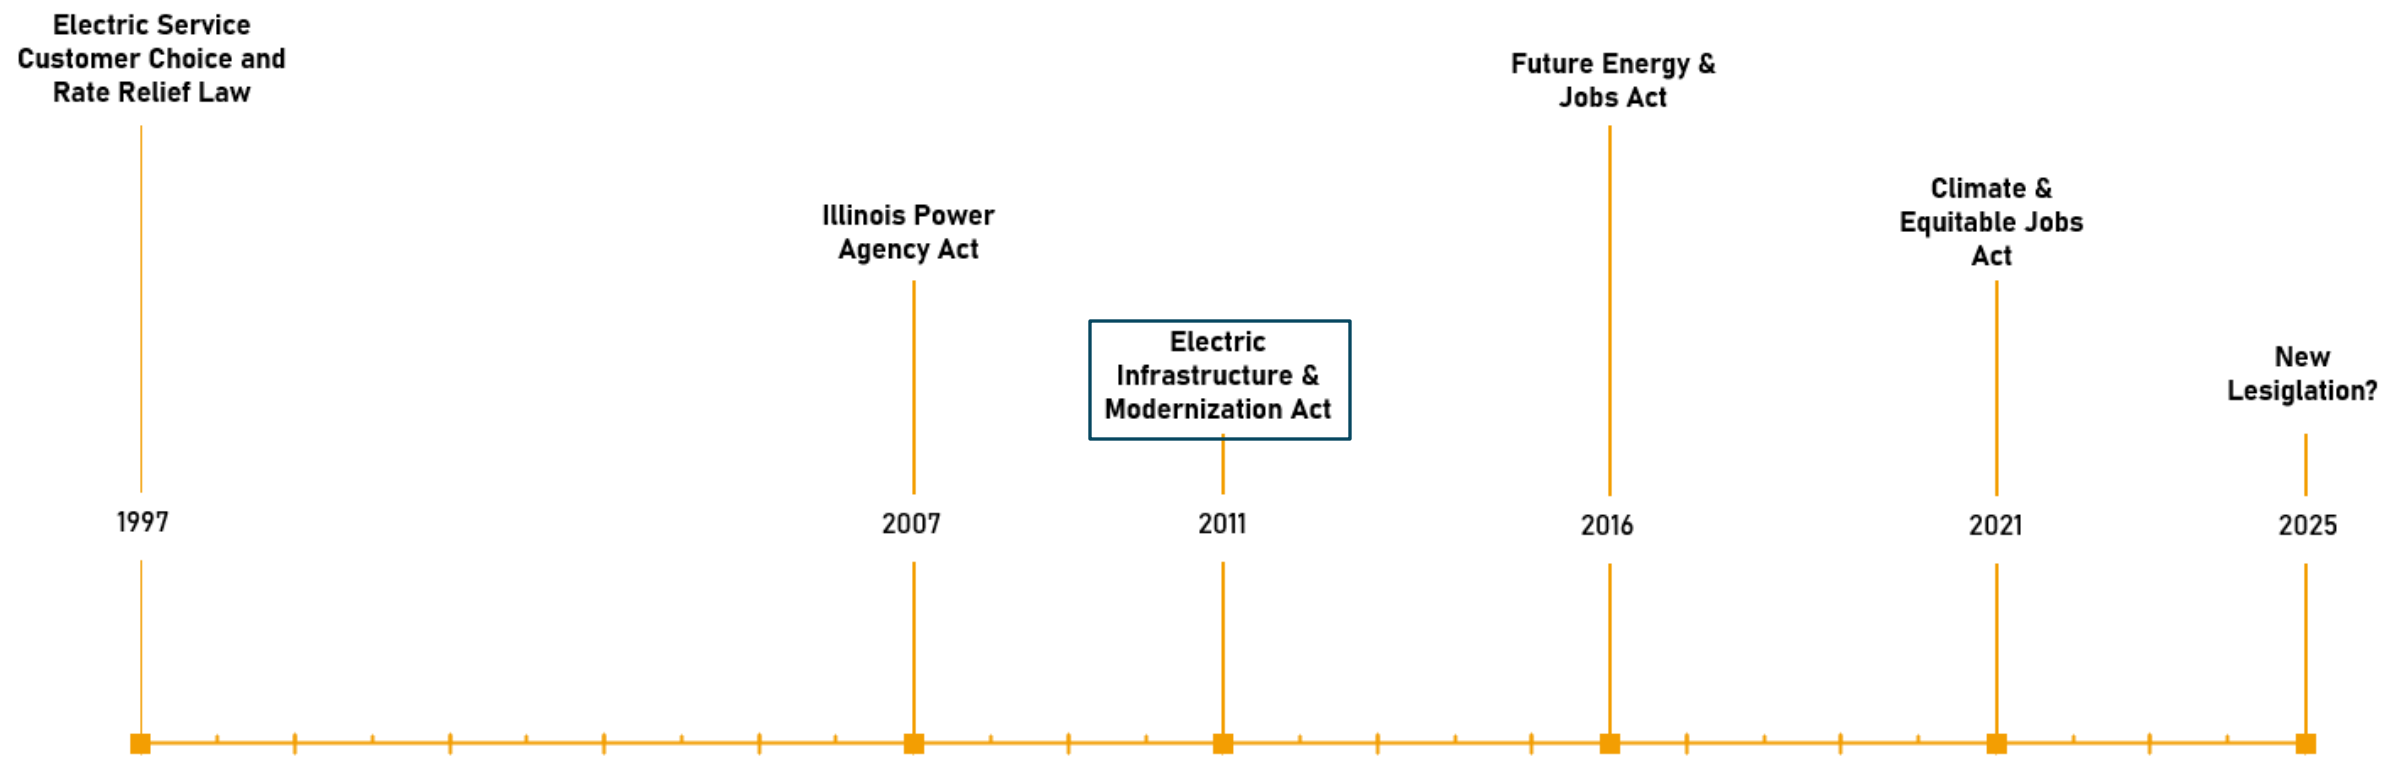 Electric Service
Customer Choice and
Rate Relief Law
1997
Illinois Power
Agency Act
2007
Electric
Infrastructure &
Modernization Act
2011
Future Energy &
Jobs Act
2016
Climate &
Equitable Jobs
Act
2021
New
Lesiglation?
2025